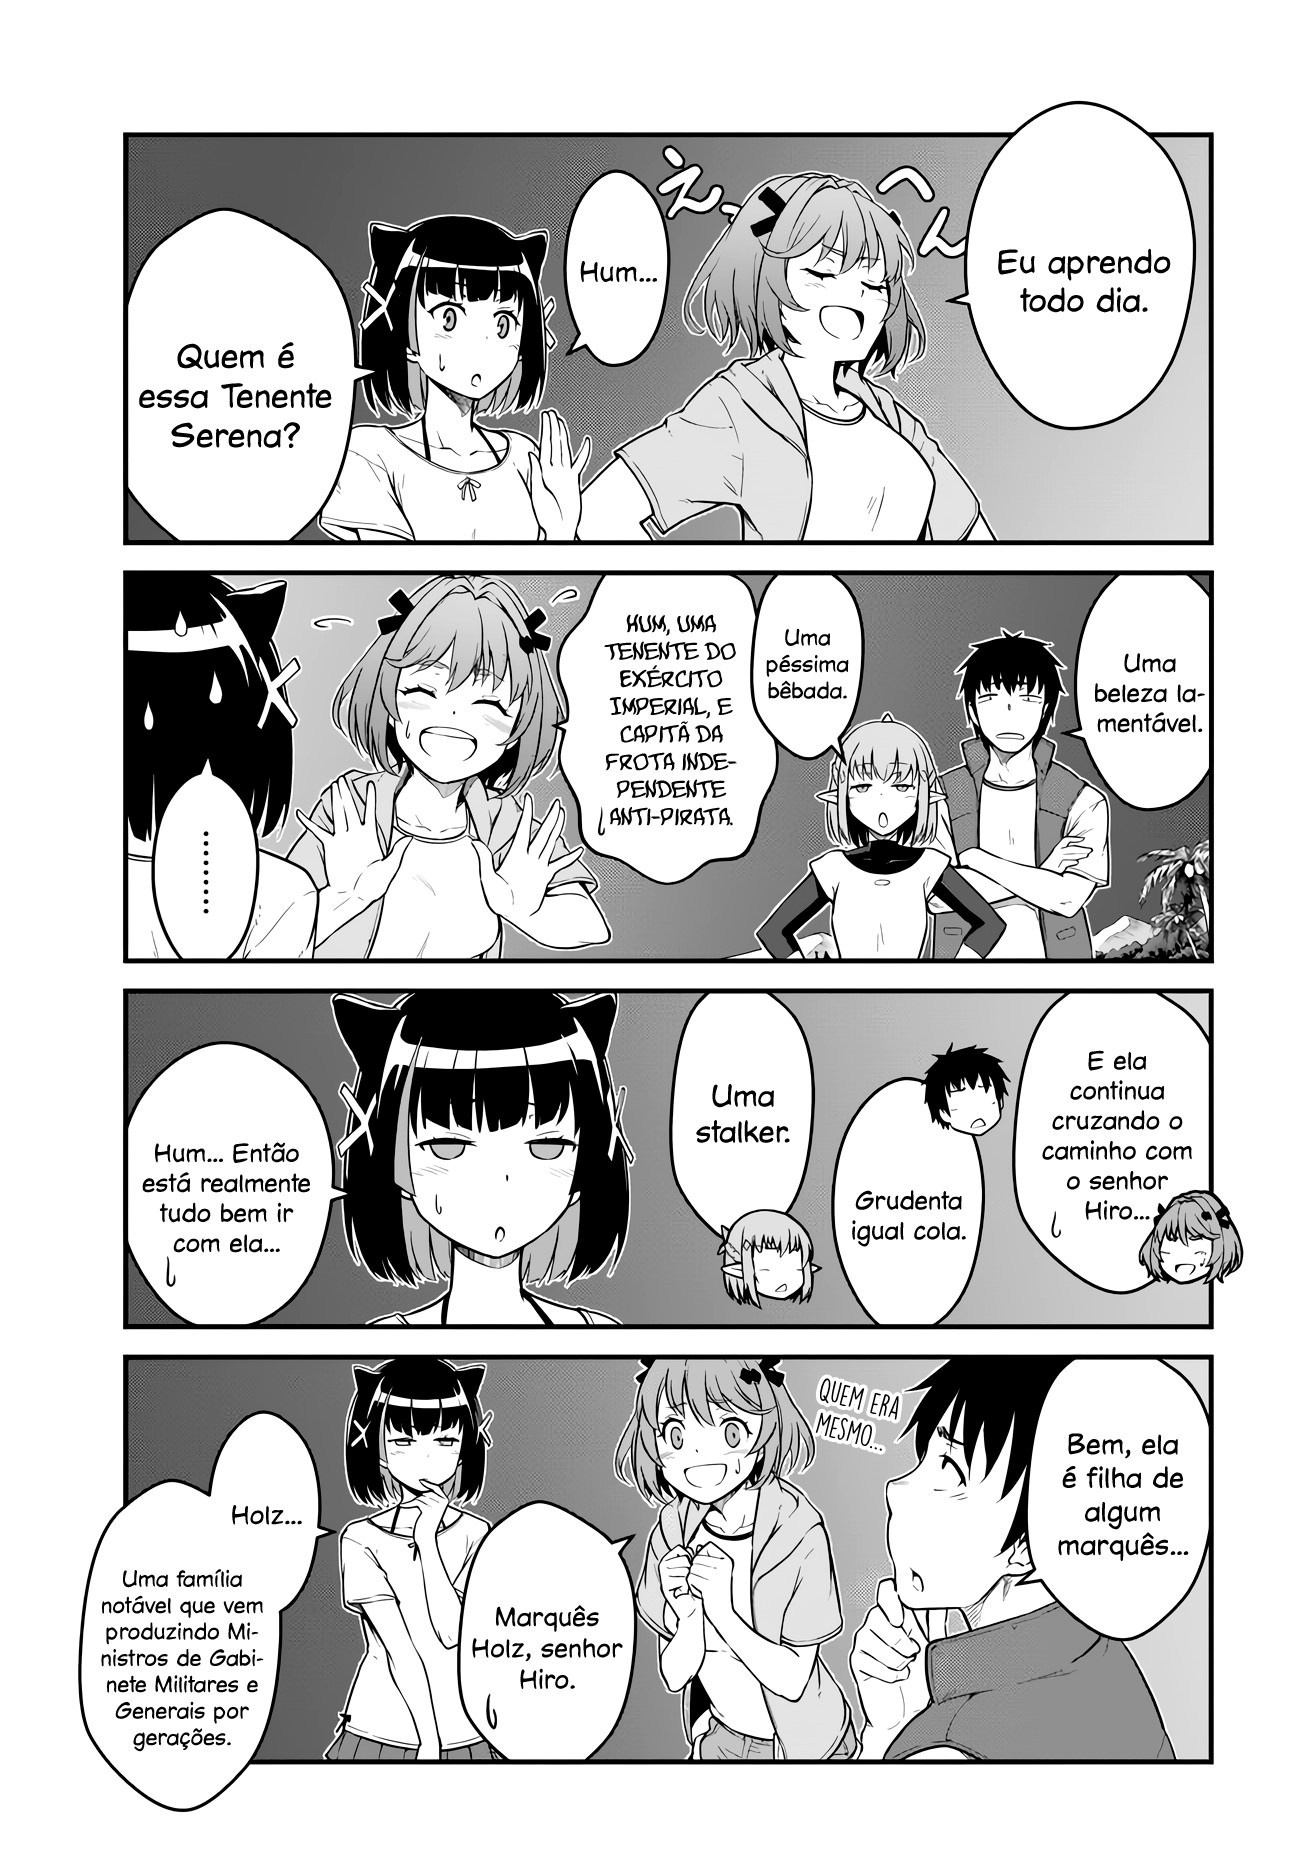 Eu aprendo
todo dia.
えっへん
Hum...
Quem é
essa Tenente
Serena?
Uma
beleza la-
mentável.
Uma
péssima
bêbada.
HUM, UMA
TENENTE DO
EXÉRCITO
IMPERIAL, E
CAPITÃ DA
FROTA INDE-
PENDENTE
ANTI-PIRATA.
.........
E ela
continua
cruzando o
caminho com
o senhor
Hiro...
Grudenta
igual cola.
Uma
stalker.
Hum... Então
está realmente
tudo bem ir
com ela...
Bem, ela
é filha de
algum
marquês...
QUEM ERA
MESMO...
Marquês
Holz, senhor
Hiro.
Holz...
Uma família
notável que vem
produzindo Mi-
nistros de Gabi-
nete Militares e
Generais por
gerações.